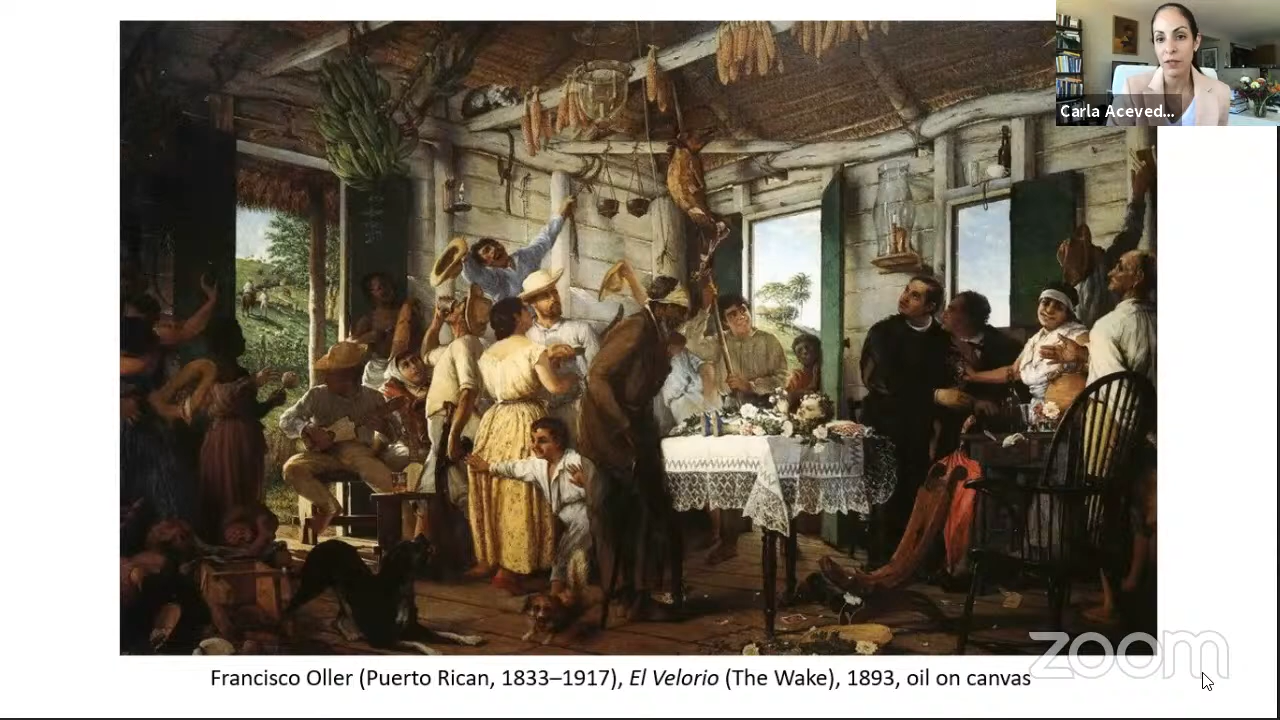 Carla Aceved...
zoom
Francisco Oller (Puerto Rican, 1833–1917), El Velorio (The Wake), 1893, oil on canvas